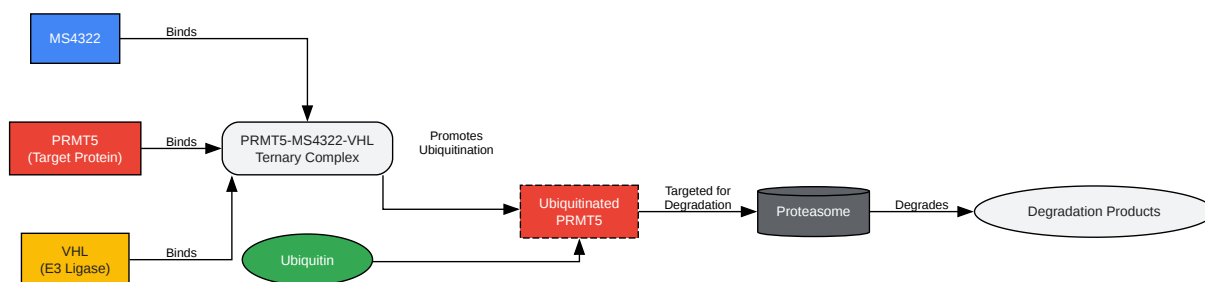 MS4322
Binds
PRMT5
(Target Protein)
Binds
PRMT5-MS4322-VHL
Ternary Complex
Promotes
Ubiquitination
VHL
(E3 Ligase)
Binds
Ubiquitin
Ubiquitinated
PRMT5
Targeted for
Degradation
Proteasome
Degrades
Degradation Products